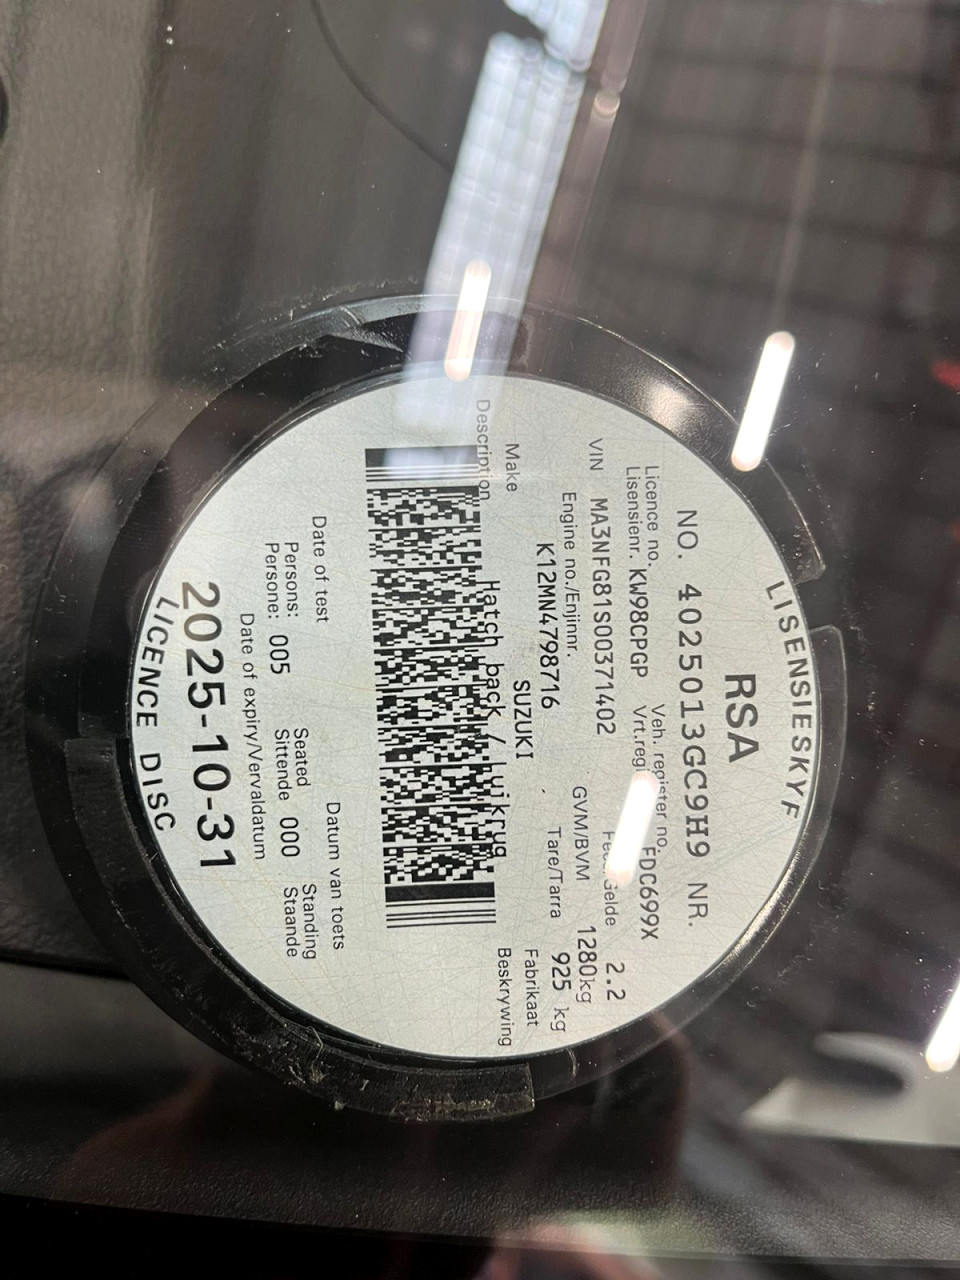 LISENSIESKYF
RSA
NO. 4025013GC9H9 NR.
Licence no. Veh. register no.
Lisensienr. KW98CPGP Vrt.reg FDC699X
VIN MA3NFG81S00371402 Gelde 2.2
Engine no./Enjinnr. GVM/BVM 1280kg
K12MN4798716 Tare/Tarra 925 kg
Make SUZUKI Fabrikaat
Description Hatch back / Luikrug Beskrywing
Date of test Datum van toets
Persons: Seated Standing
Persone: 005 Sittende 000 Staande
Date of expiry/Vervaldatum
2025-10-31
LICENCE DISC